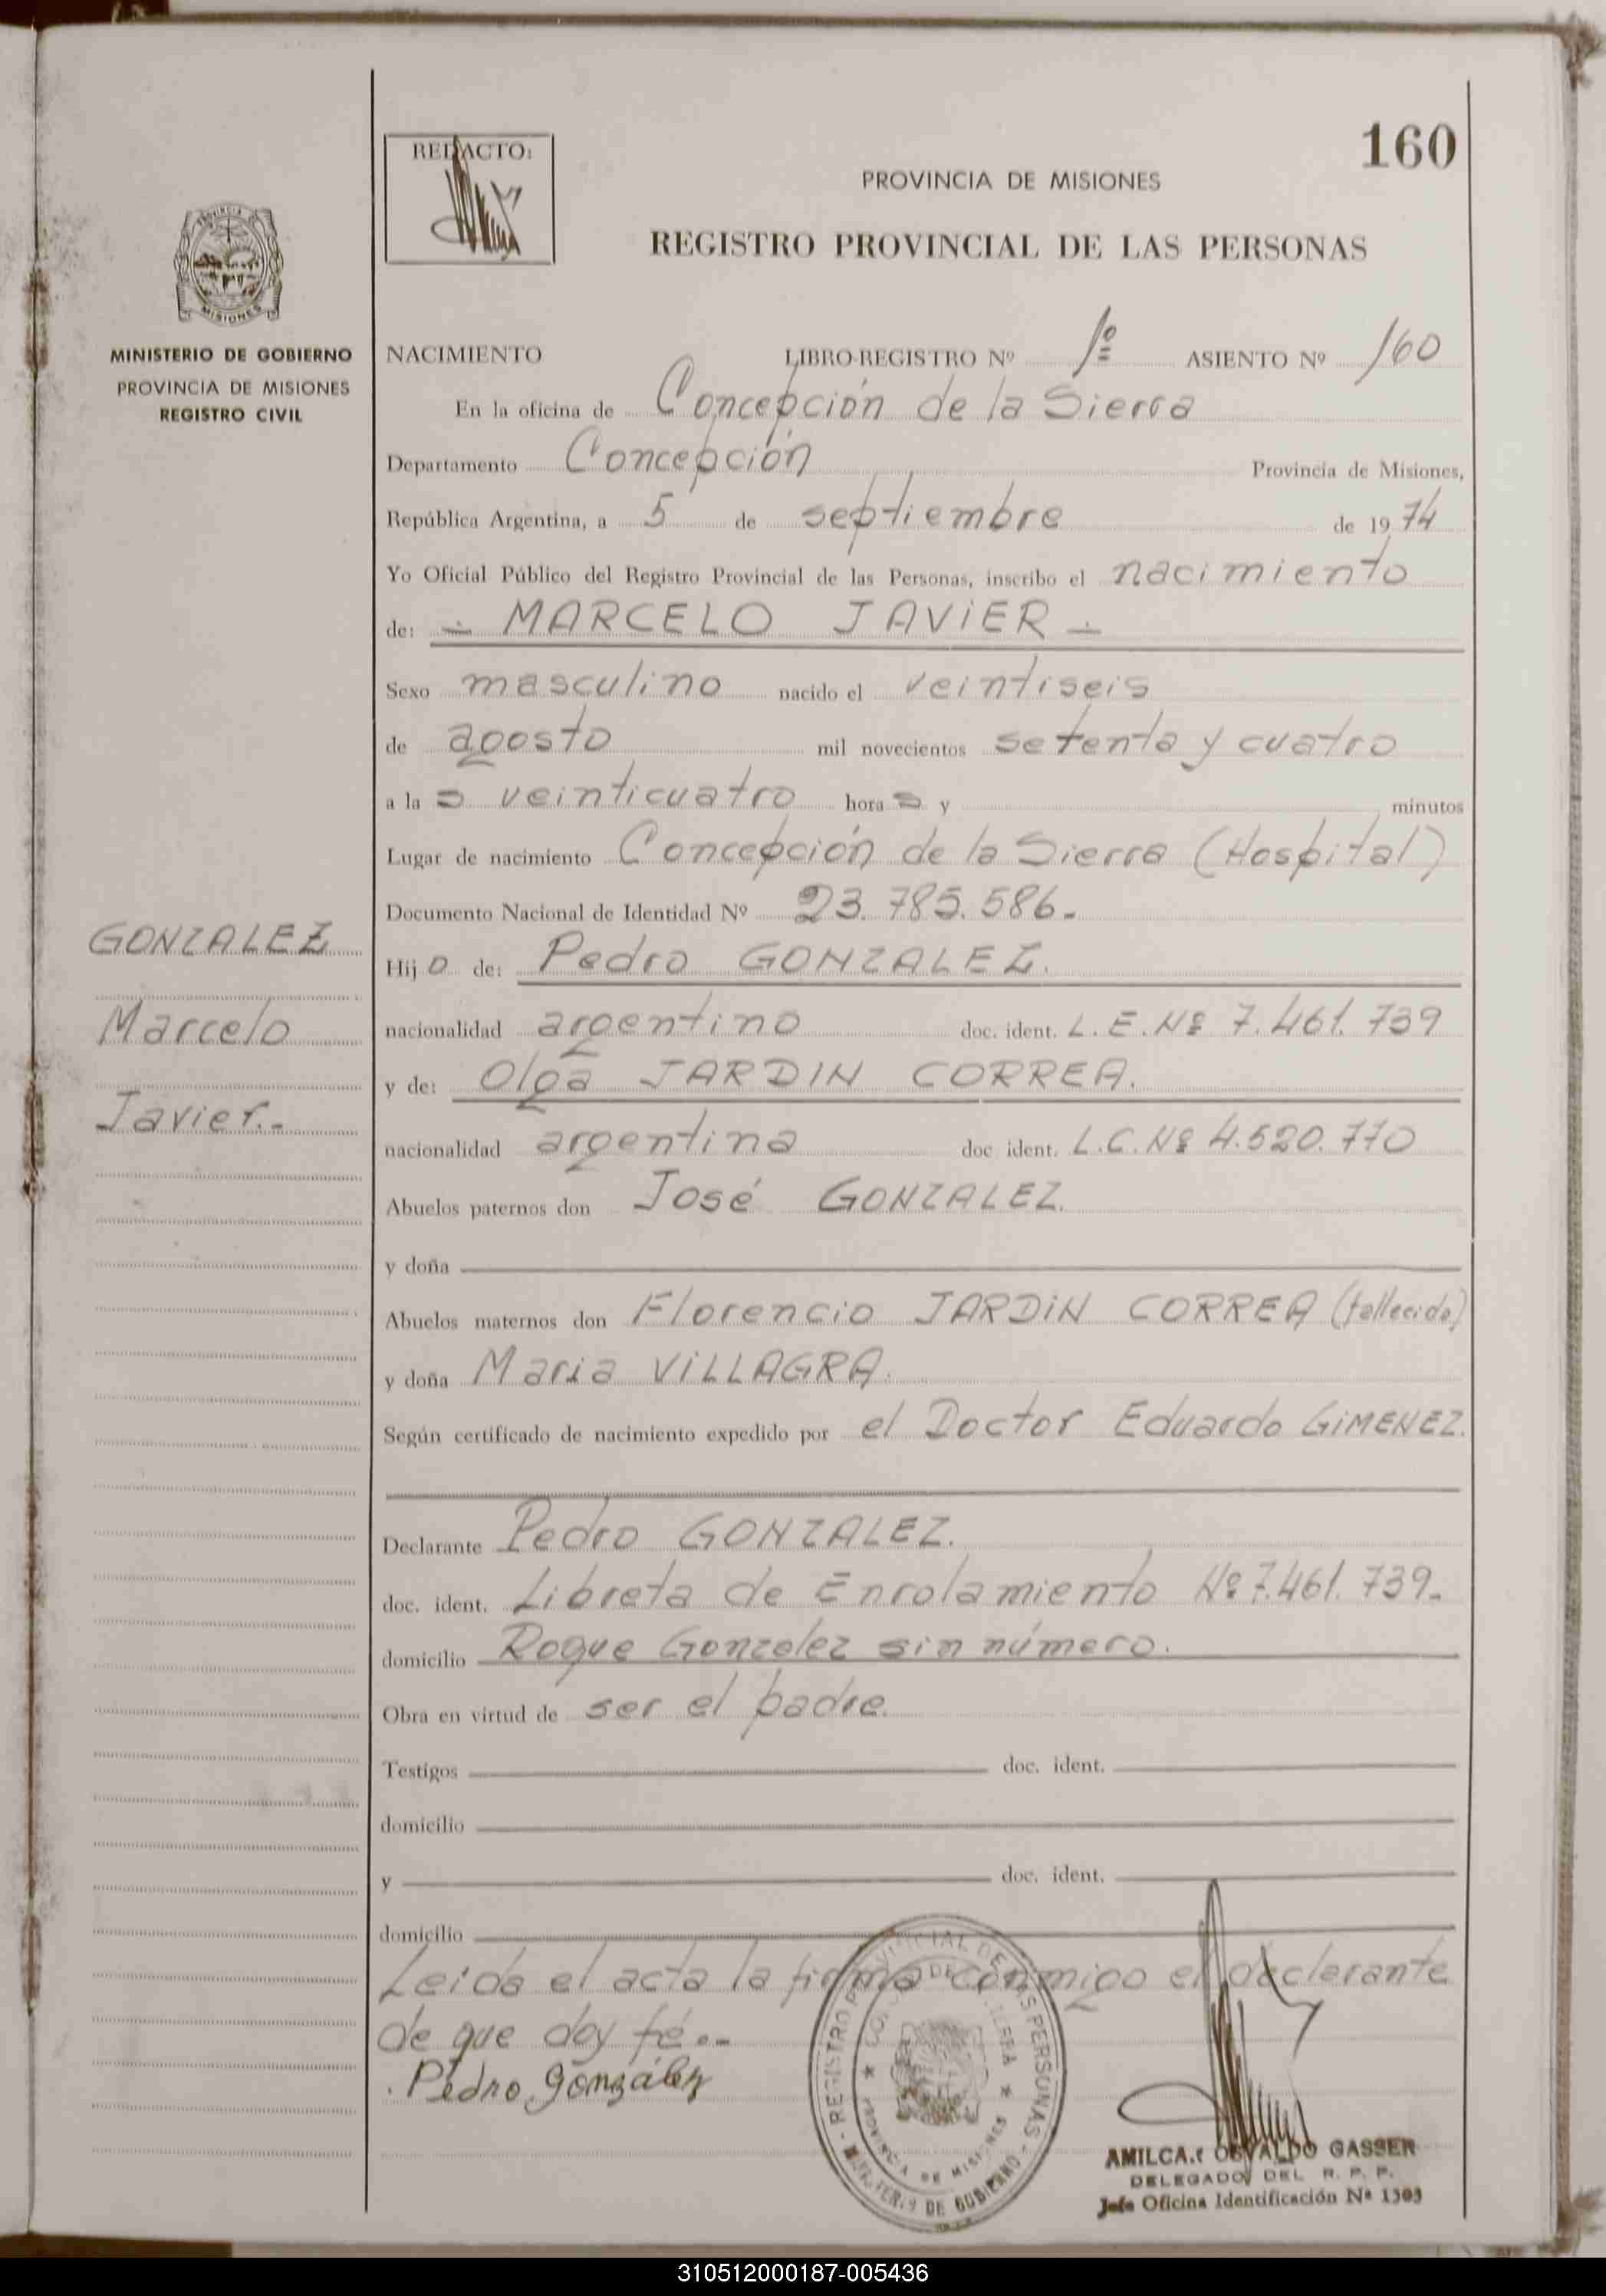 160
REDACTO:
PROVINCIA DE MISIONES
REGISTRO PROVINCIAL DE LAS PERSONAS
MISIONES
MINISTERIO DE GOBIERNO
PROVINCIA DE MISIONES
REGISTRO CIVIL
NACIMIENTO LIBRO-REGISTRO Nº 1º ASIENTO Nº 160
En la oficina de Concepción de la Sierra
Departamento Concepción Provincia de Misiones,
República Argentina, a 5 de septiembre de 1974
Yo Oficial Público del Registro Provincial de las Personas, inscribo el nacimiento
de: MARCELO JAVIER
Sexo masculino nacido el veintiseis
de agosto mil novecientos setenta y cuatro
a las veinticuatro horas y minutos
Lugar de nacimiento Concepción de la Sierra (Hospital)
Documento Nacional de Identidad Nº 23.785.586.-
GONZALEZ
Marcelo
Javier.-
Hijo de: Pedro GONZALEZ.
nacionalidad argentino doc. ident. L.E.Nº 7.461.739
y de: Olga JARDIN CORREA.
nacionalidad argentina doc ident. L.C.Nº 4.520.770
Abuelos paternos don José GONZALEZ.
y doña
Abuelos maternos don Florencio JARDIN CORREA (fallecido)
y doña Maria VILLAGRA.
Según certificado de nacimiento expedido por el Doctor Eduardo GIMENEZ.
Declarante Pedro GONZALEZ.
doc. ident. Libreta de Enrolamiento Nº 7.461.739.-
domicilio Roque Gonzalez sin número.
Obra en virtud de ser el padre.
Testigos doc. ident.
domicilio
y doc. ident.
domicilio
Leida el acta la firma conmigo el declarante
de que doy fé.-
Pedro González
REGISTRO PROVINCIAL DE LAS PERSONAS - MINISTERIO DE GOBIERNO
PROVINCIA DE MISIONES
AMILCAR OSVALDO GASSER
DELEGADO DEL R. P. P.
Jefe Oficina Identificación Nº 1303
310512000187-005436